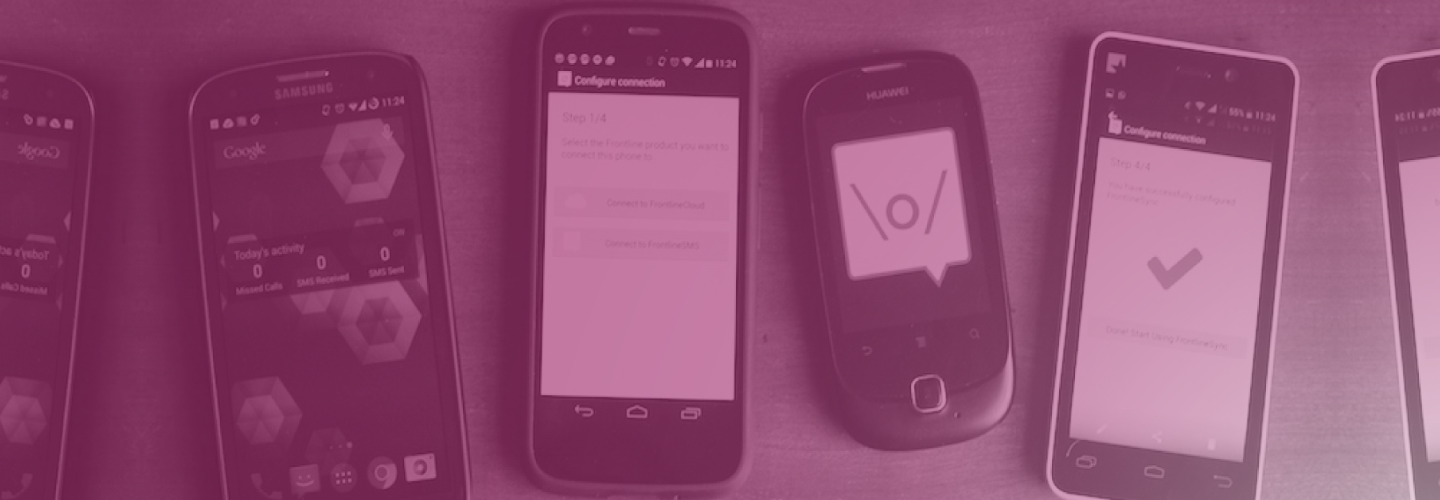 Google
Today's activity
0
Missed Calls
SAMSUNG
11:24
Google
Off
Today's activity
0 0 0
Missed Calls SMS Received SMS Sent
11:24
Configure connection
Step 1/4
Select the Frontline product you want to
connect this phone to
Connect to FrontlineCloud
Connect to FrontlineSMS
HUAWEI
\o/
55% 11:24
Configure connection
Step 4/4
You have successfully configured
FrontlineSync
Done! Start Using FrontlineSync